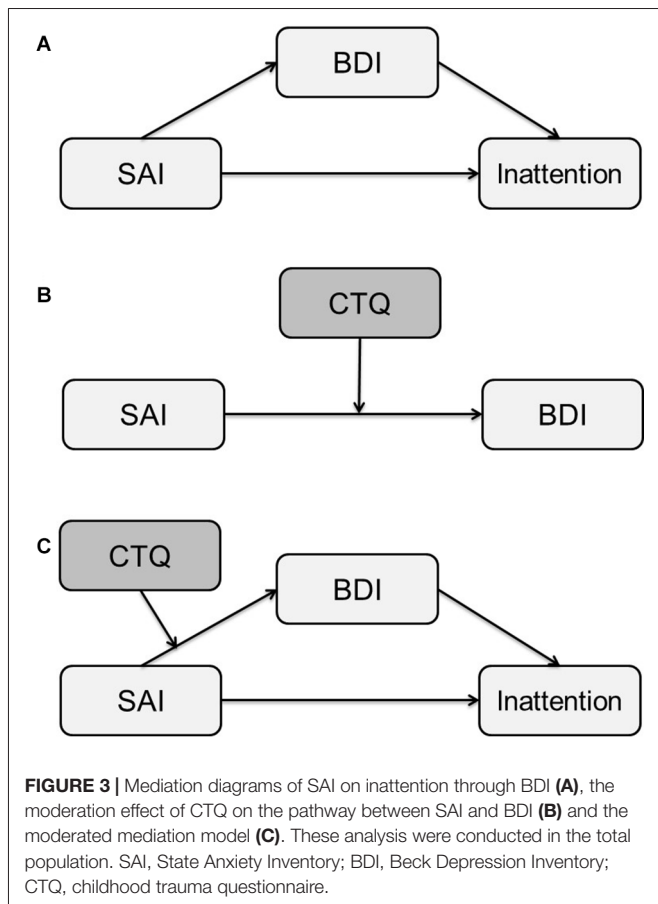 A
BDI
SAI
Inattention
B
CTQ
SAI
BDI
C
CTQ
BDI
SAI
Inattention
FIGURE 3 | Mediation diagrams of SAI on inattention through BDI (A), the
moderation effect of CTQ on the pathway between SAI and BDI (B) and the
moderated mediation model (C). These analysis were conducted in the total
population. SAI, State Anxiety Inventory; BDI, Beck Depression Inventory;
CTQ, childhood trauma questionnaire.